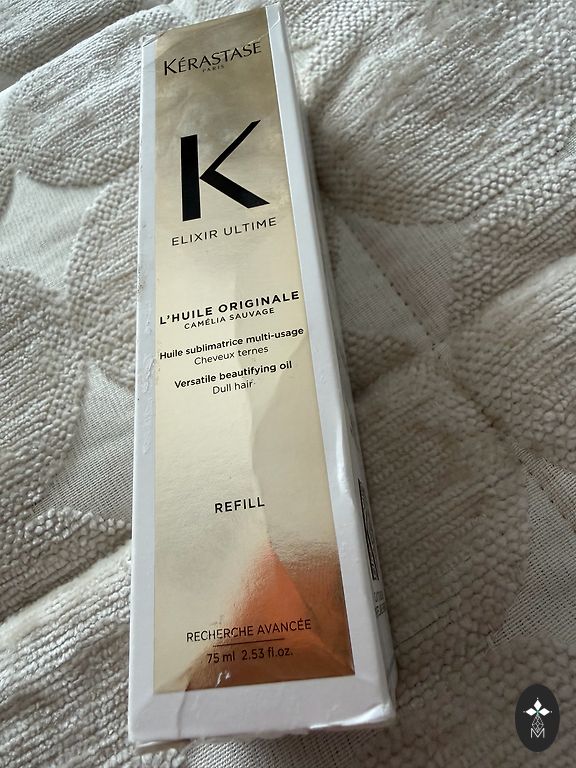 KÉRASTASE
PARIS
K
ELIXIR ULTIME
L'HUILE ORIGINALE
CAMÉLIA SAUVAGE
Huile sublimatrice multi-usage
Cheveux ternes
Versatile beautifying oil
Dull hair
REFILL
RECHERCHE AVANCÉE
75 ml 2.53 fl.oz.